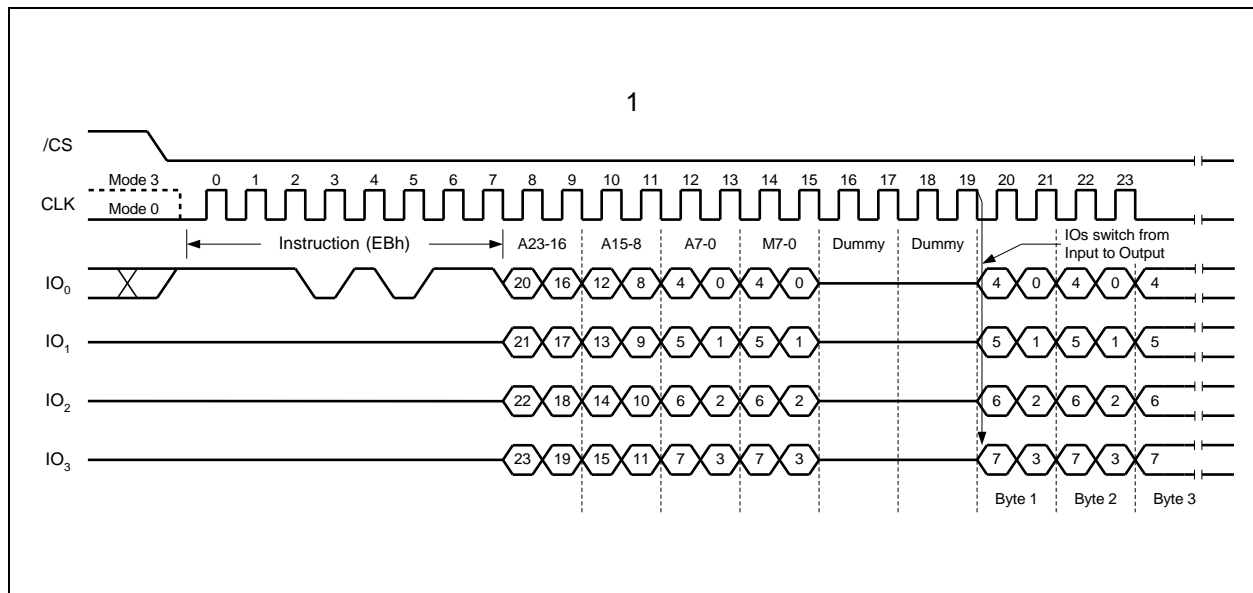 1
/CS
Mode 3
0 1 2 3 4 5 6 7 8 9 10 11 12 13 14 15 16 17 18 19 20 21 22 23
CLK
Mode 0
Instruction (EBh) A23-16 A15-8 A7-0 M7-0 Dummy Dummy
IOs switch from
Input to Output
IO0 20 16 12 8 4 0 4 0 4 0 4 0 4
IO1 21 17 13 9 5 1 5 1 5 1 5 1 5
IO2 22 18 14 10 6 2 6 2 6 2 6 2 6
IO3 23 19 15 11 7 3 7 3 7 3 7 3 7
Byte 1 Byte 2 Byte 3